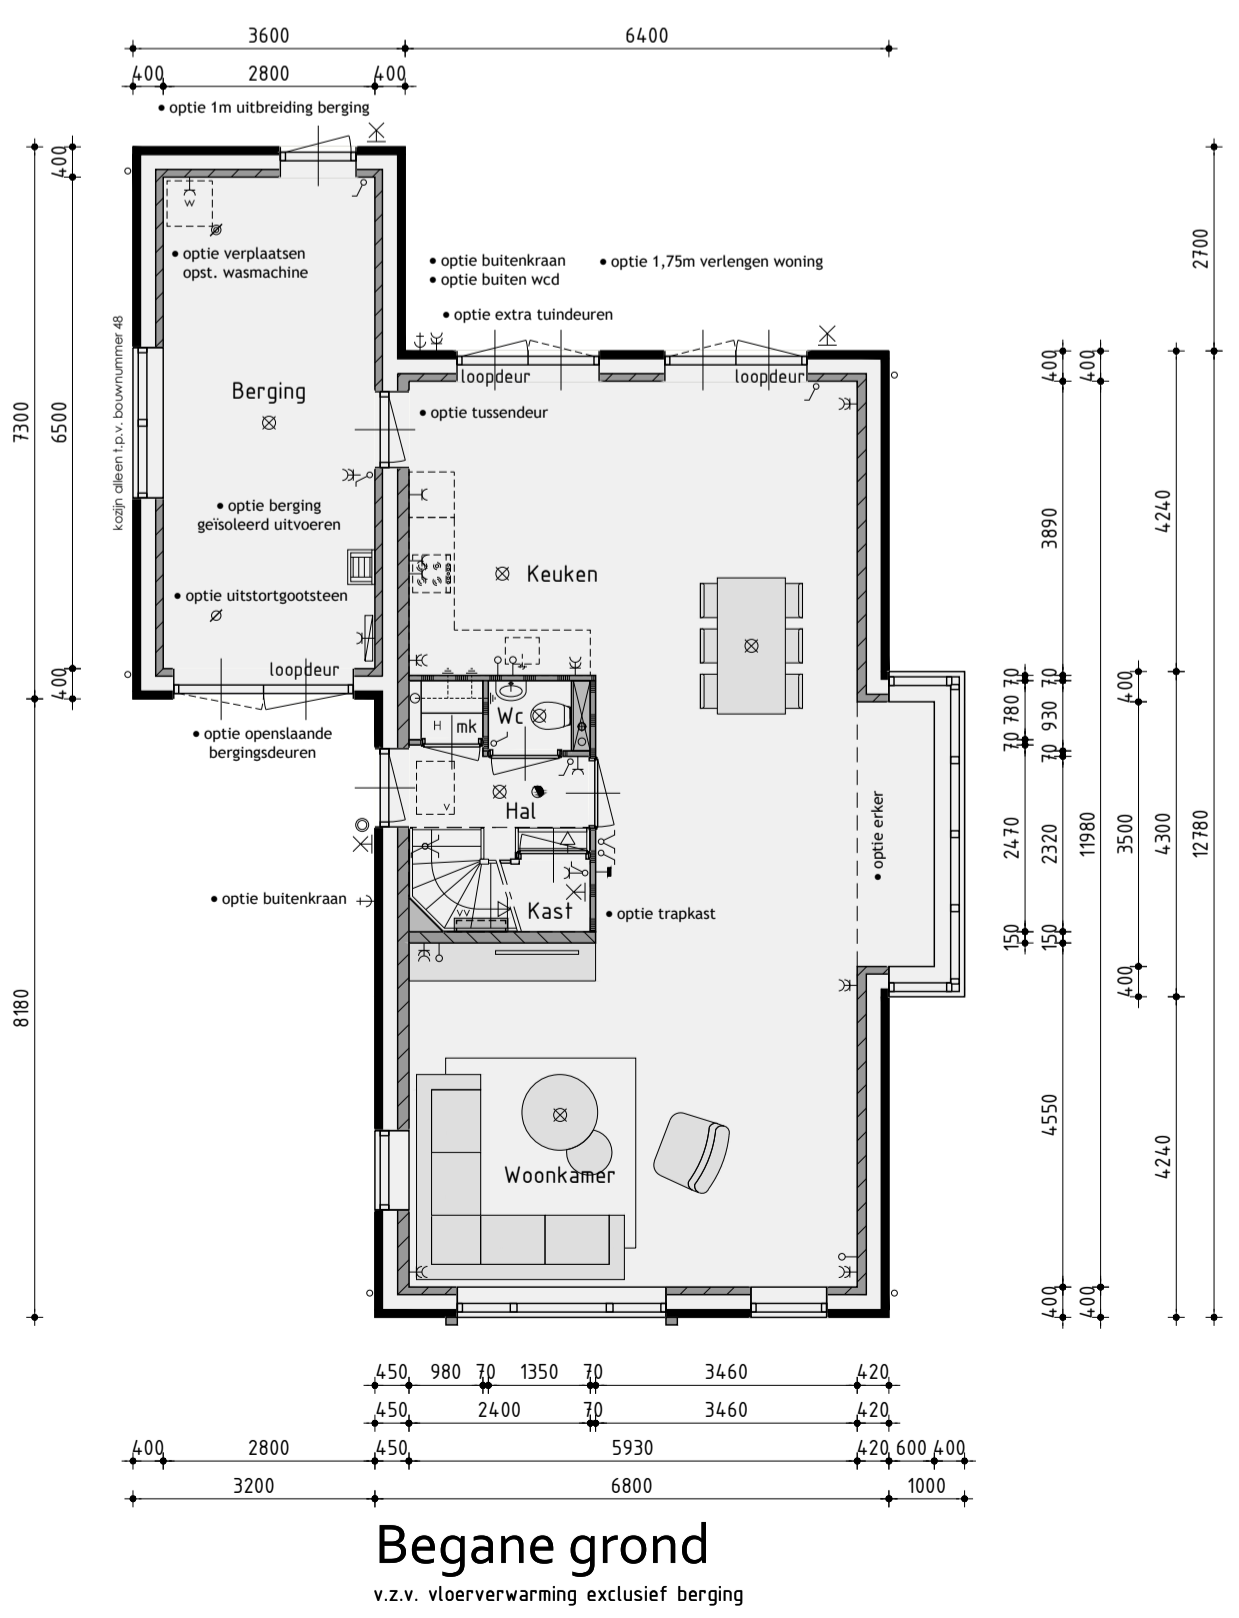 3600 6400
400 2800 400
• optie 1m uitbreiding berging
400
2700
W
• optie verplaatsen
opst. wasmachine
• optie buitenkraan
• optie buiten wcd
• optie 1,75m verlengen woning
• optie extra tuindeuren
kozijn alleen t.p.v. bouwnummer 48
loopdeur
loopdeur
400
400
Berging
• optie tussendeur
7300
6500
• optie berging
geïsoleerd uitvoeren
3890
4240
Keuken
• optie uitstortgootsteen
loopdeur
400
• optie openslaande
bergingsdeuren
H
mk
Wc
V
Hal
70
780
70
2470
150
70
930
70
2320
150
11980
400
3500
400
4300
12780
• optie erker
• optie buitenkraan
VV
Kast
• optie trapkast
8180
4550
4240
Woonkamer
400
400
450 980 70 1350 70 3460 420
450 2400 70 3460 420
400 2800 450 5930 420 600 400
3200 6800 1000
Begane grond
v.z.v. vloerverwarming exclusief berging